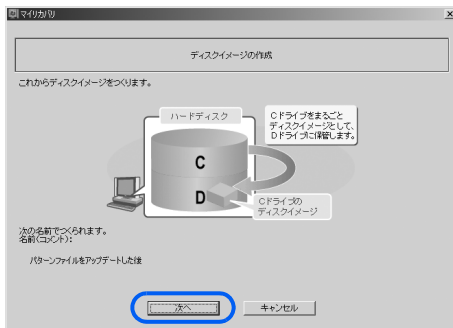 マイリカバリ
ディスクイメージの作成
これからディスクイメージをつくります。
ハードディスク
Cドライブをまるごと
ディスクイメージとして、
Dドライブに保管します。
C
D
Cドライブの
ディスクイメージ
次の名前でつくられます。
名前(コメント):
パターンファイルをアップデートした後
次へ
キャンセル